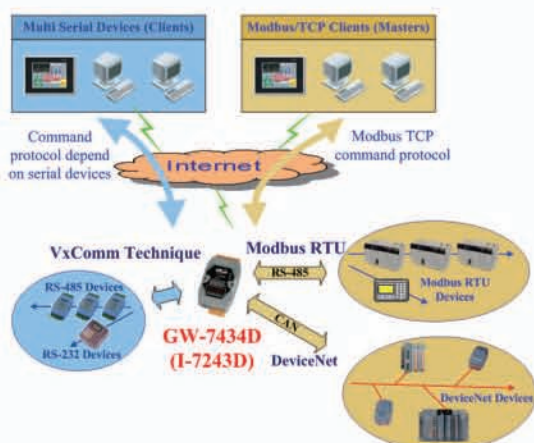 Multi Serial Devices (Clients)
Modbus/TCP Clients (Masters)
Command
protocol depend
on serial devices
Modbus TCP
command protocol
Internet
VxComm Technique
Modbus RTU
RS-485
RS-485 Devices
RS-232 Devices
Modbus RTU
Devices
GW-7434D
(I-7243D)
CAN
DeviceNet
DeviceNet Devices